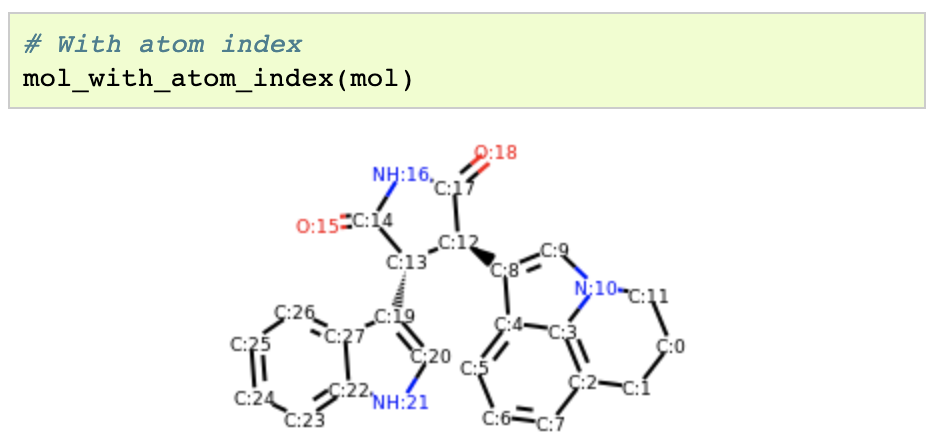 # With atom index
mol_with_atom_index(mol)
O:18
NH:16
C:17
O:15
C:14
C:12
C:9
C:13
C:8
N:10
C:11
C:26
C:19
C:4
C:3
C:27
C:25
C:20
C:0
C:5
C:2
C:1
C:22
C:24
NH:21
C:23
C:6
C:7